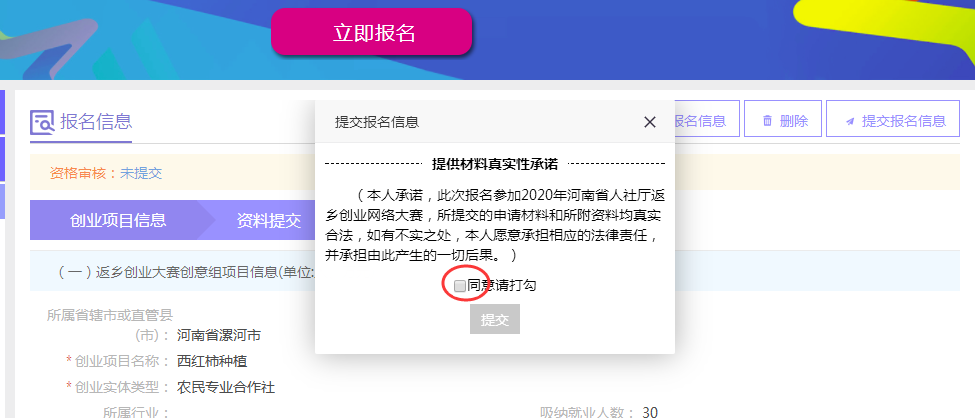 立即报名
报名信息
报名信息
删除
提交报名信息
资格审核：未提交
创业项目信息
资料提交
（一）返乡创业大赛创意组项目信息(单位:
所属省辖市或直管县
(市)： 河南省漯河市
* 创业项目名称： 西红柿种植
* 创业实体类型： 农民专业合作社
所属行业：
吸纳就业人数： 30
提交报名信息
提供材料真实性承诺
（ 本人承诺，此次报名参加2020年河南省人社厅返
乡创业网络大赛，所提交的申请材料和所附资料均真实
合法，如有不实之处，本人愿意承担相应的法律责任，
并承担由此产生的一切后果。）
同意请打勾
提交